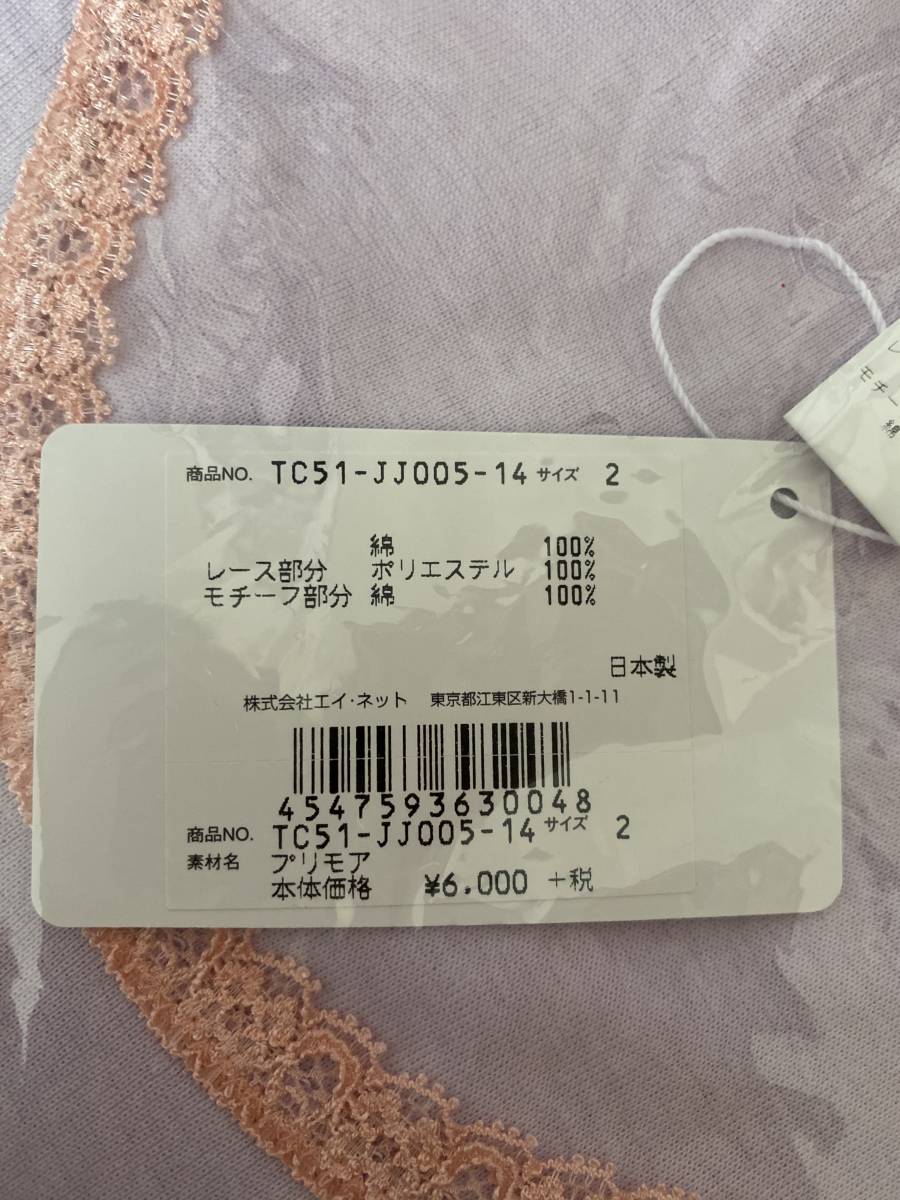 商品NO. TC51-JJ005-14 サイズ 2
綿 100%
レース部分 ポリエステル 100%
モチーフ部分 綿 100%
日本製
株式会社エイ・ネット 東京都江東区新大橋1-1-11
4547593630048
商品NO. TC51-JJ005-14 サイズ 2
素材名 プリモア
本体価格 ¥6,000 +税
モチー
綿